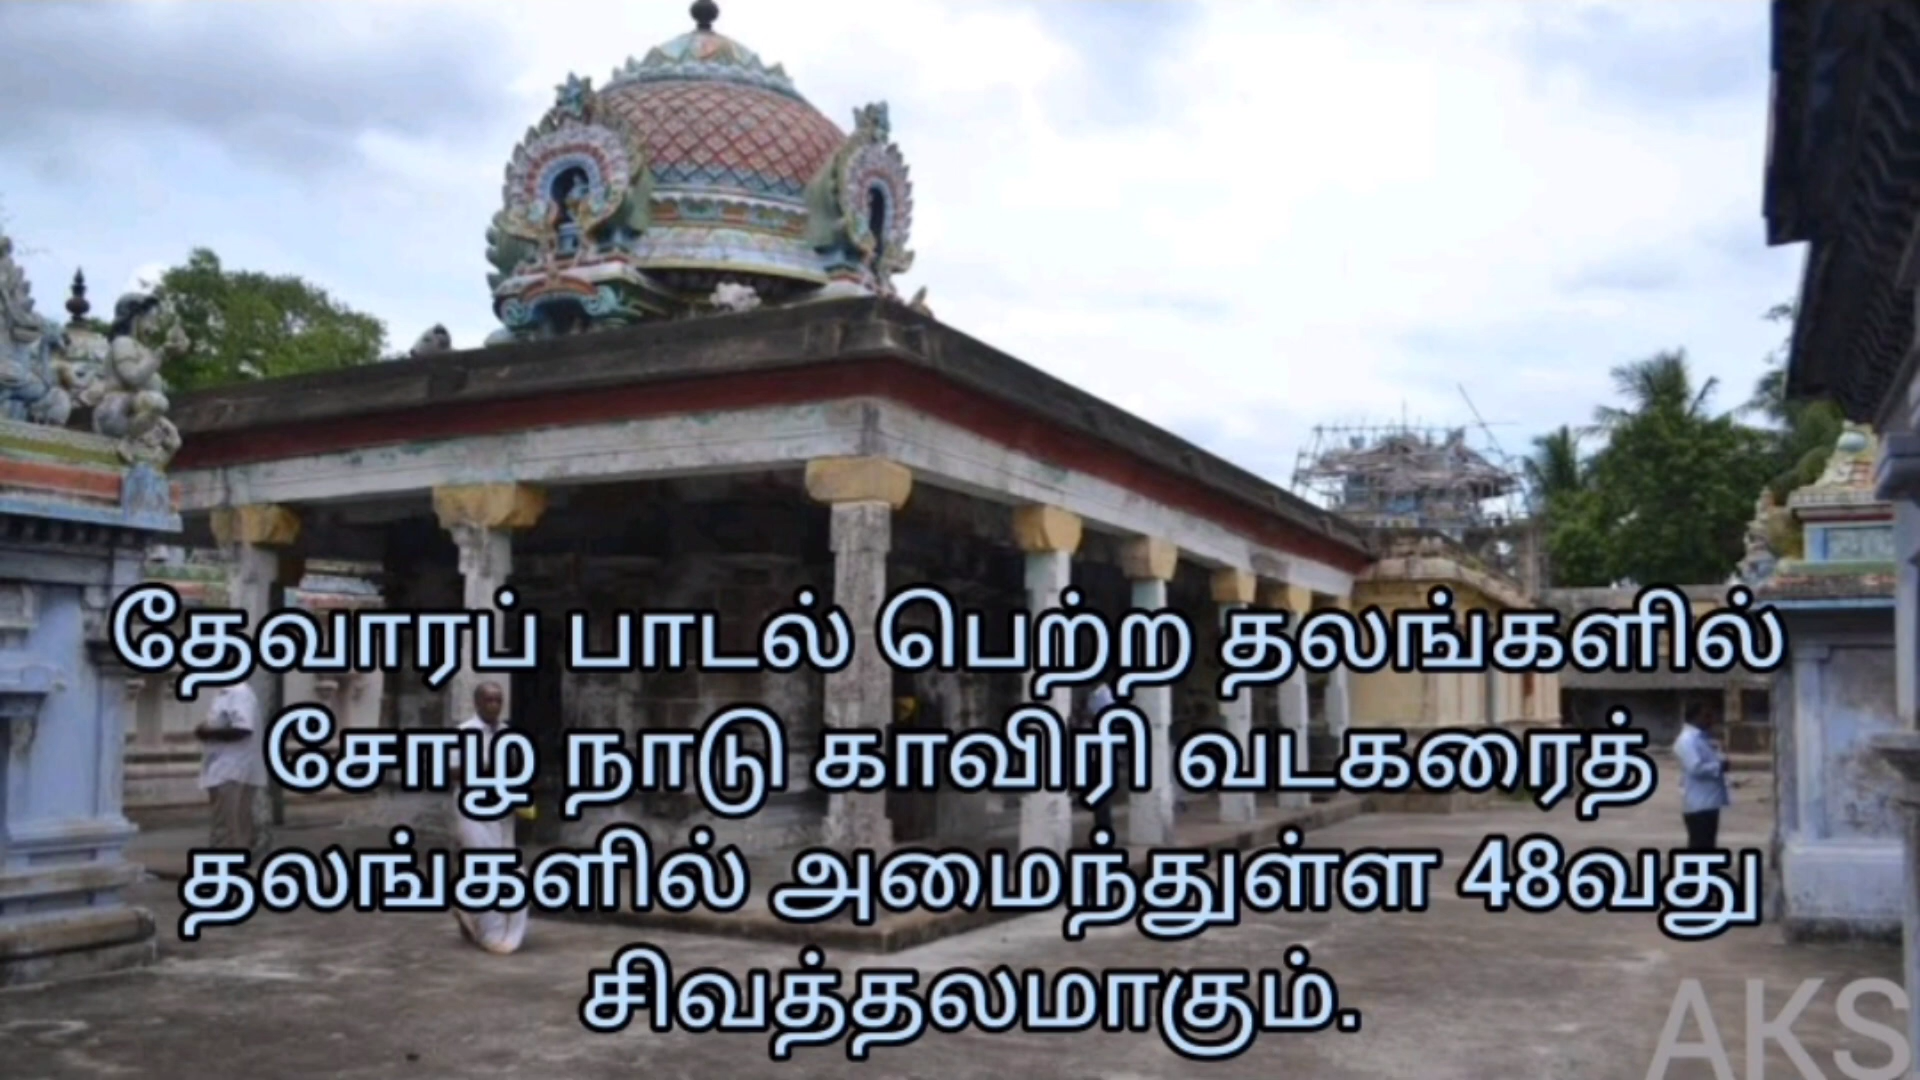 தேவாரப் பாடல் பெற்ற தலங்களில்
சோழ நாடு காவிரி வடகரைத்
தலங்களில் அமைந்துள்ள 48வது
சிவத்தலமாகும்.
AKS